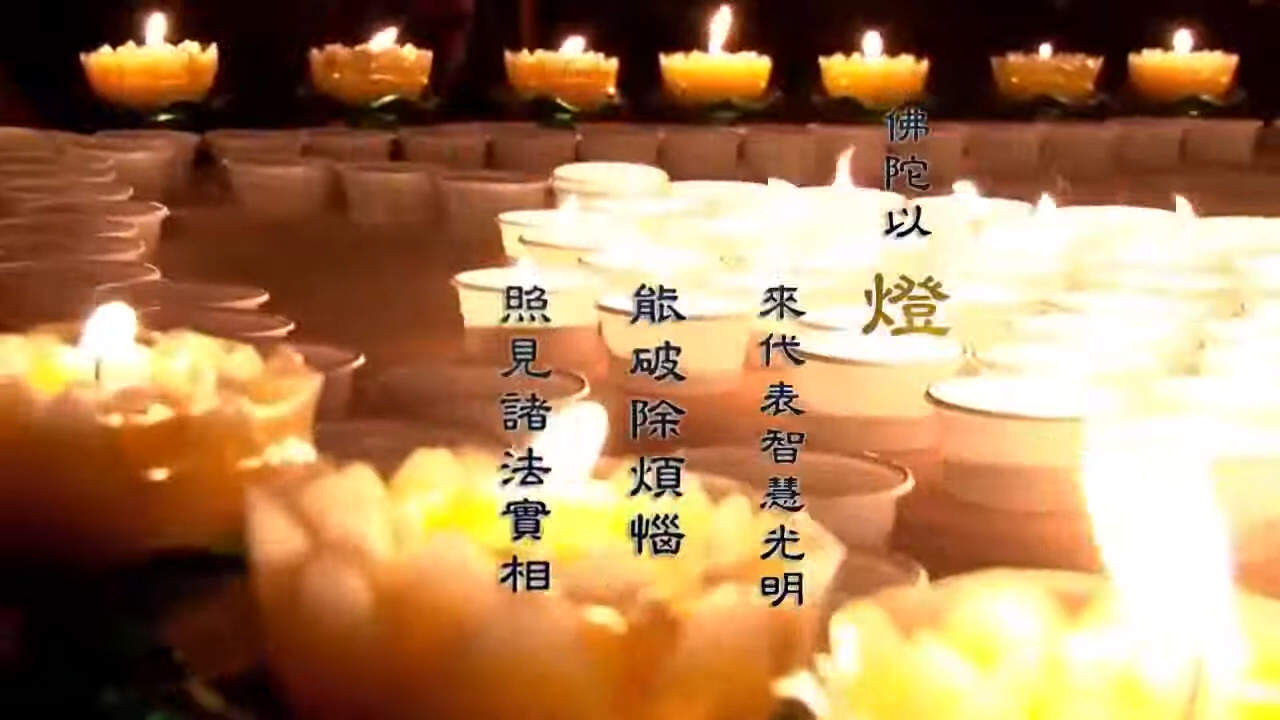 佛陀以燈
來代表智慧光明
能破除煩惱
照見諸法實相